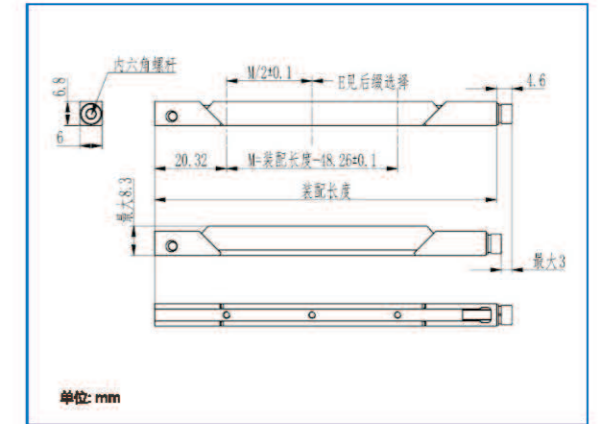 内六角螺杆
M/2±0.1
E见后缀选择
4.6
6.8
6
20.32
M=装配长度-48.26±0.1
装配长度
最大8.3
最大3
单位: mm